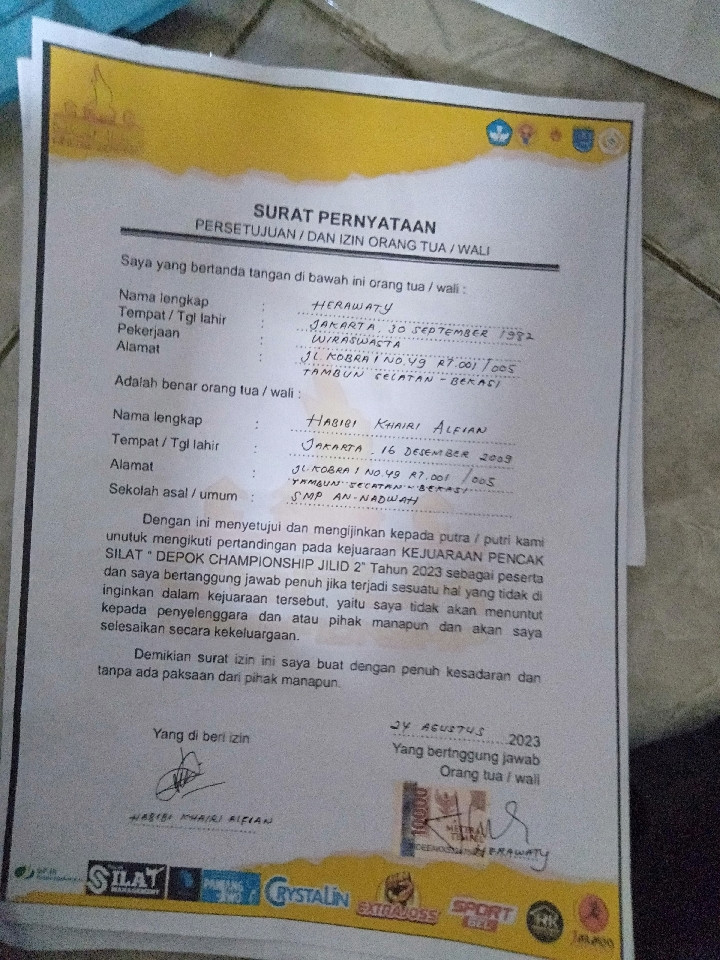 SURAT PERNYATAAN
PERSETUJUAN / DAN IZIN ORANG TUA / WALI
Saya yang bertanda tangan di bawah ini orang tua / wali :
Nama lengkap : HERAWATY
Tempat / Tgl lahir : JAKARTA, 30 SEPTEMBER 1982
Pekerjaan : WIRASWASTA
Alamat : JL. KOBRA 1 NO.49 RT.001/005
TAMBUN SELATAN - BEKASI
Adalah benar orang tua / wali :
Nama lengkap : HABIBI KHAIRI ALFIAN
Tempat / Tgl lahir : JAKARTA, 16 DESEMBER 2009
Alamat : JL. KOBRA 1 NO.49 RT.001 /005
TAMBUN SELATAN - BEKASI
Sekolah asal / umum : SMP AN-NADWAH
Dengan ini menyetujui dan mengijinkan kepada putra / putri kami
unutuk mengikuti pertandingan pada kejuaraan KEJUARAAN PENCAK
SILAT " DEPOK CHAMPIONSHIP JILID 2" Tahun 2023 sebagai peserta
dan saya bertanggung jawab penuh jika terjadi sesuatu hal yang tidak di
inginkan dalam kejuaraan tersebut, yaitu saya tidak akan menuntut
kepada penyelenggara dan atau pihak manapun dan akan saya
selesaikan secara kekeluargaan.
Demikian surat izin ini saya buat dengan penuh kesadaran dan
tanpa ada paksaan dari pihak manapun.
24 AGUSTUS 2023
Yang di beri izin
Yang bertnggung jawab
Orang tua / wali
10000
HABIBI KHAIRI ALFIAN
HERAWATY
SILAT
MANAGEMENT
CRYSTALIN
EXTRAJOSS
SPORT
BEL